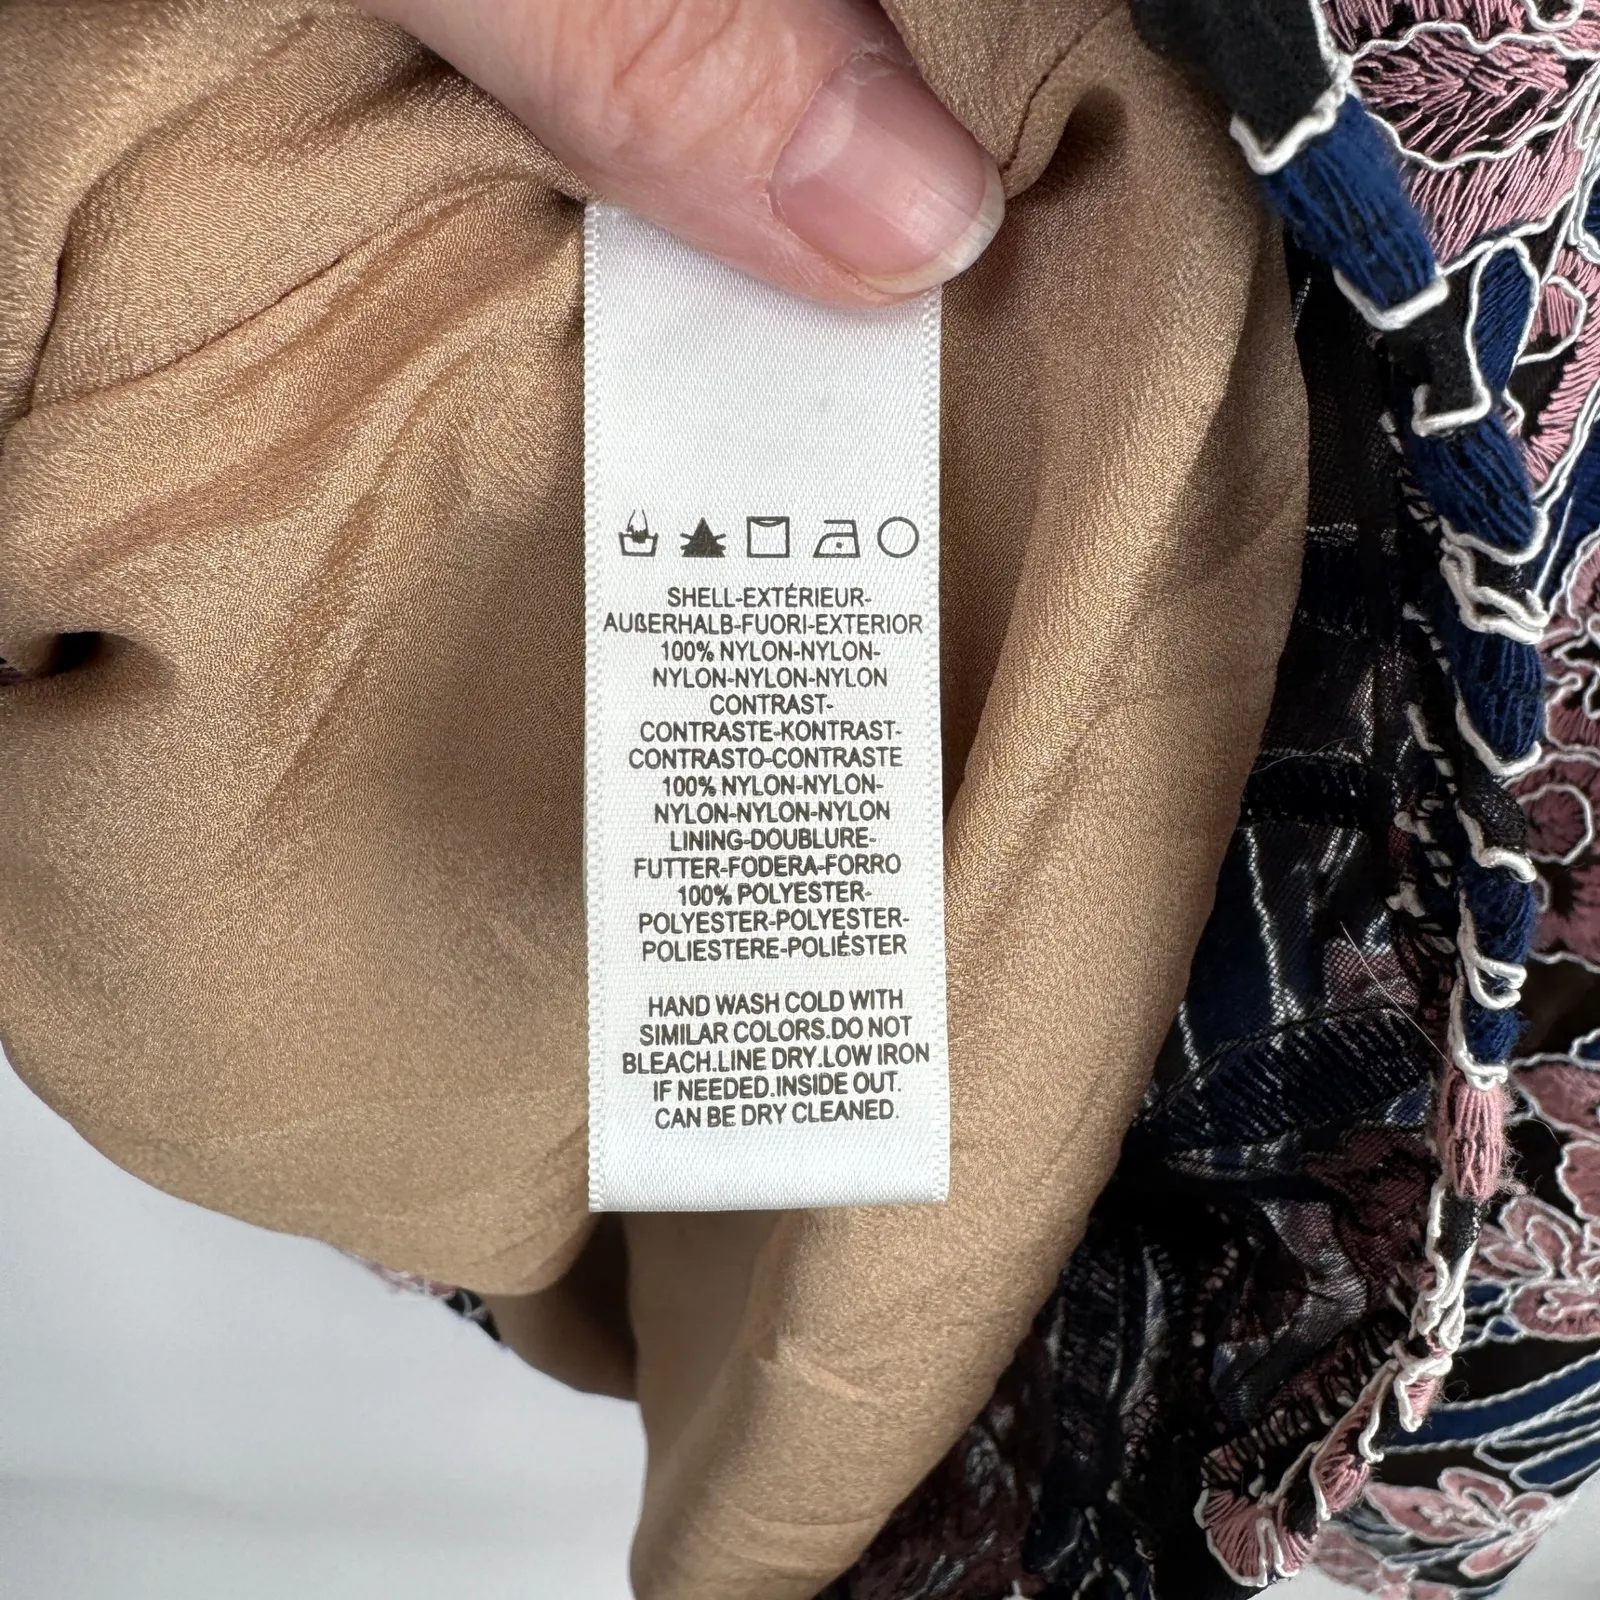 SHELL-EXTÉRIEUR-
AUßERHALB-FUORI-EXTERIOR
100% NYLON-NYLON-
NYLON-NYLON-NYLON
CONTRAST-
CONTRASTE-KONTRAST-
CONTRASTO-CONTRASTE
100% NYLON-NYLON-
NYLON-NYLON-NYLON
LINING-DOUBLURE-
FUTTER-FODERA-FORRO
100% POLYESTER-
POLYESTER-POLYESTER-
POLIESTERE-POLIÉSTER
HAND WASH COLD WITH
SIMILAR COLORS.DO NOT
BLEACH.LINE DRY.LOW IRON
IF NEEDED.INSIDE OUT.
CAN BE DRY CLEANED.